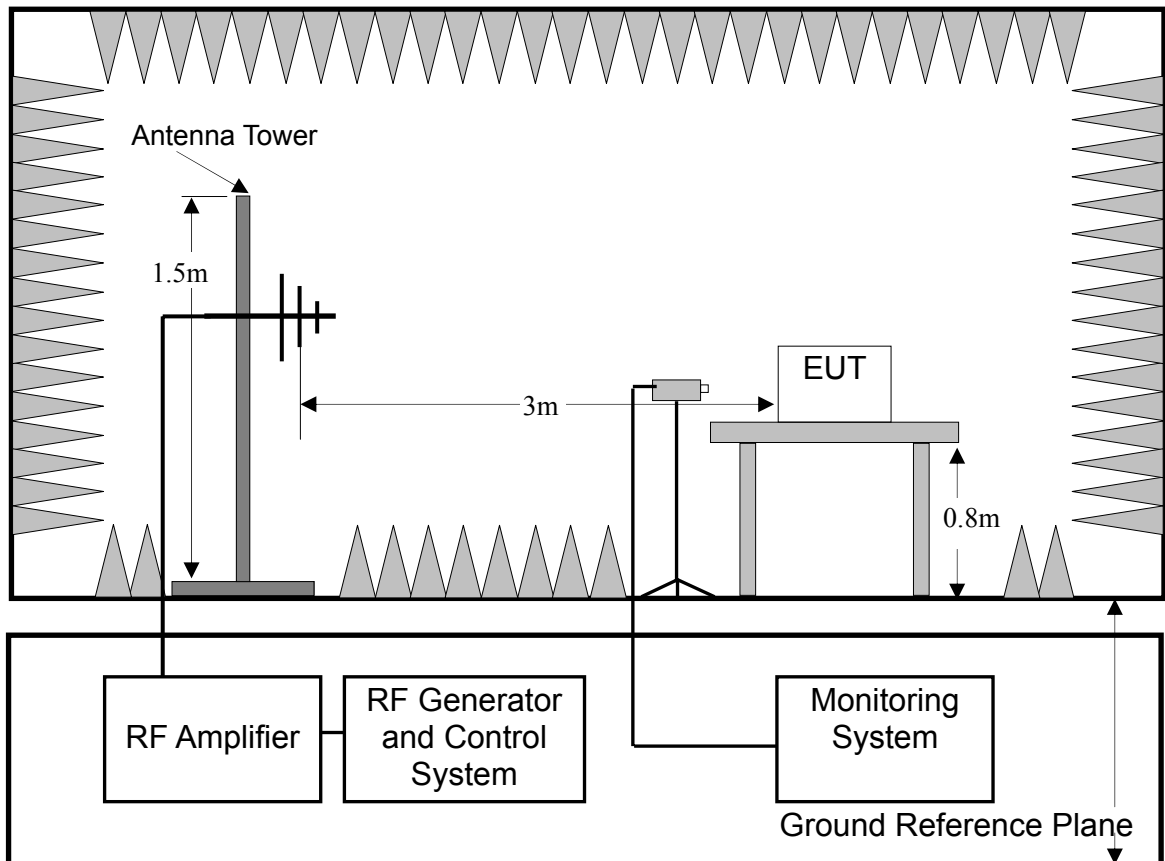 Antenna Tower
1.5m
EUT
3m
0.8m
RF Amplifier
RF Generator
and Control
System
Monitoring
System
Ground Reference Plane